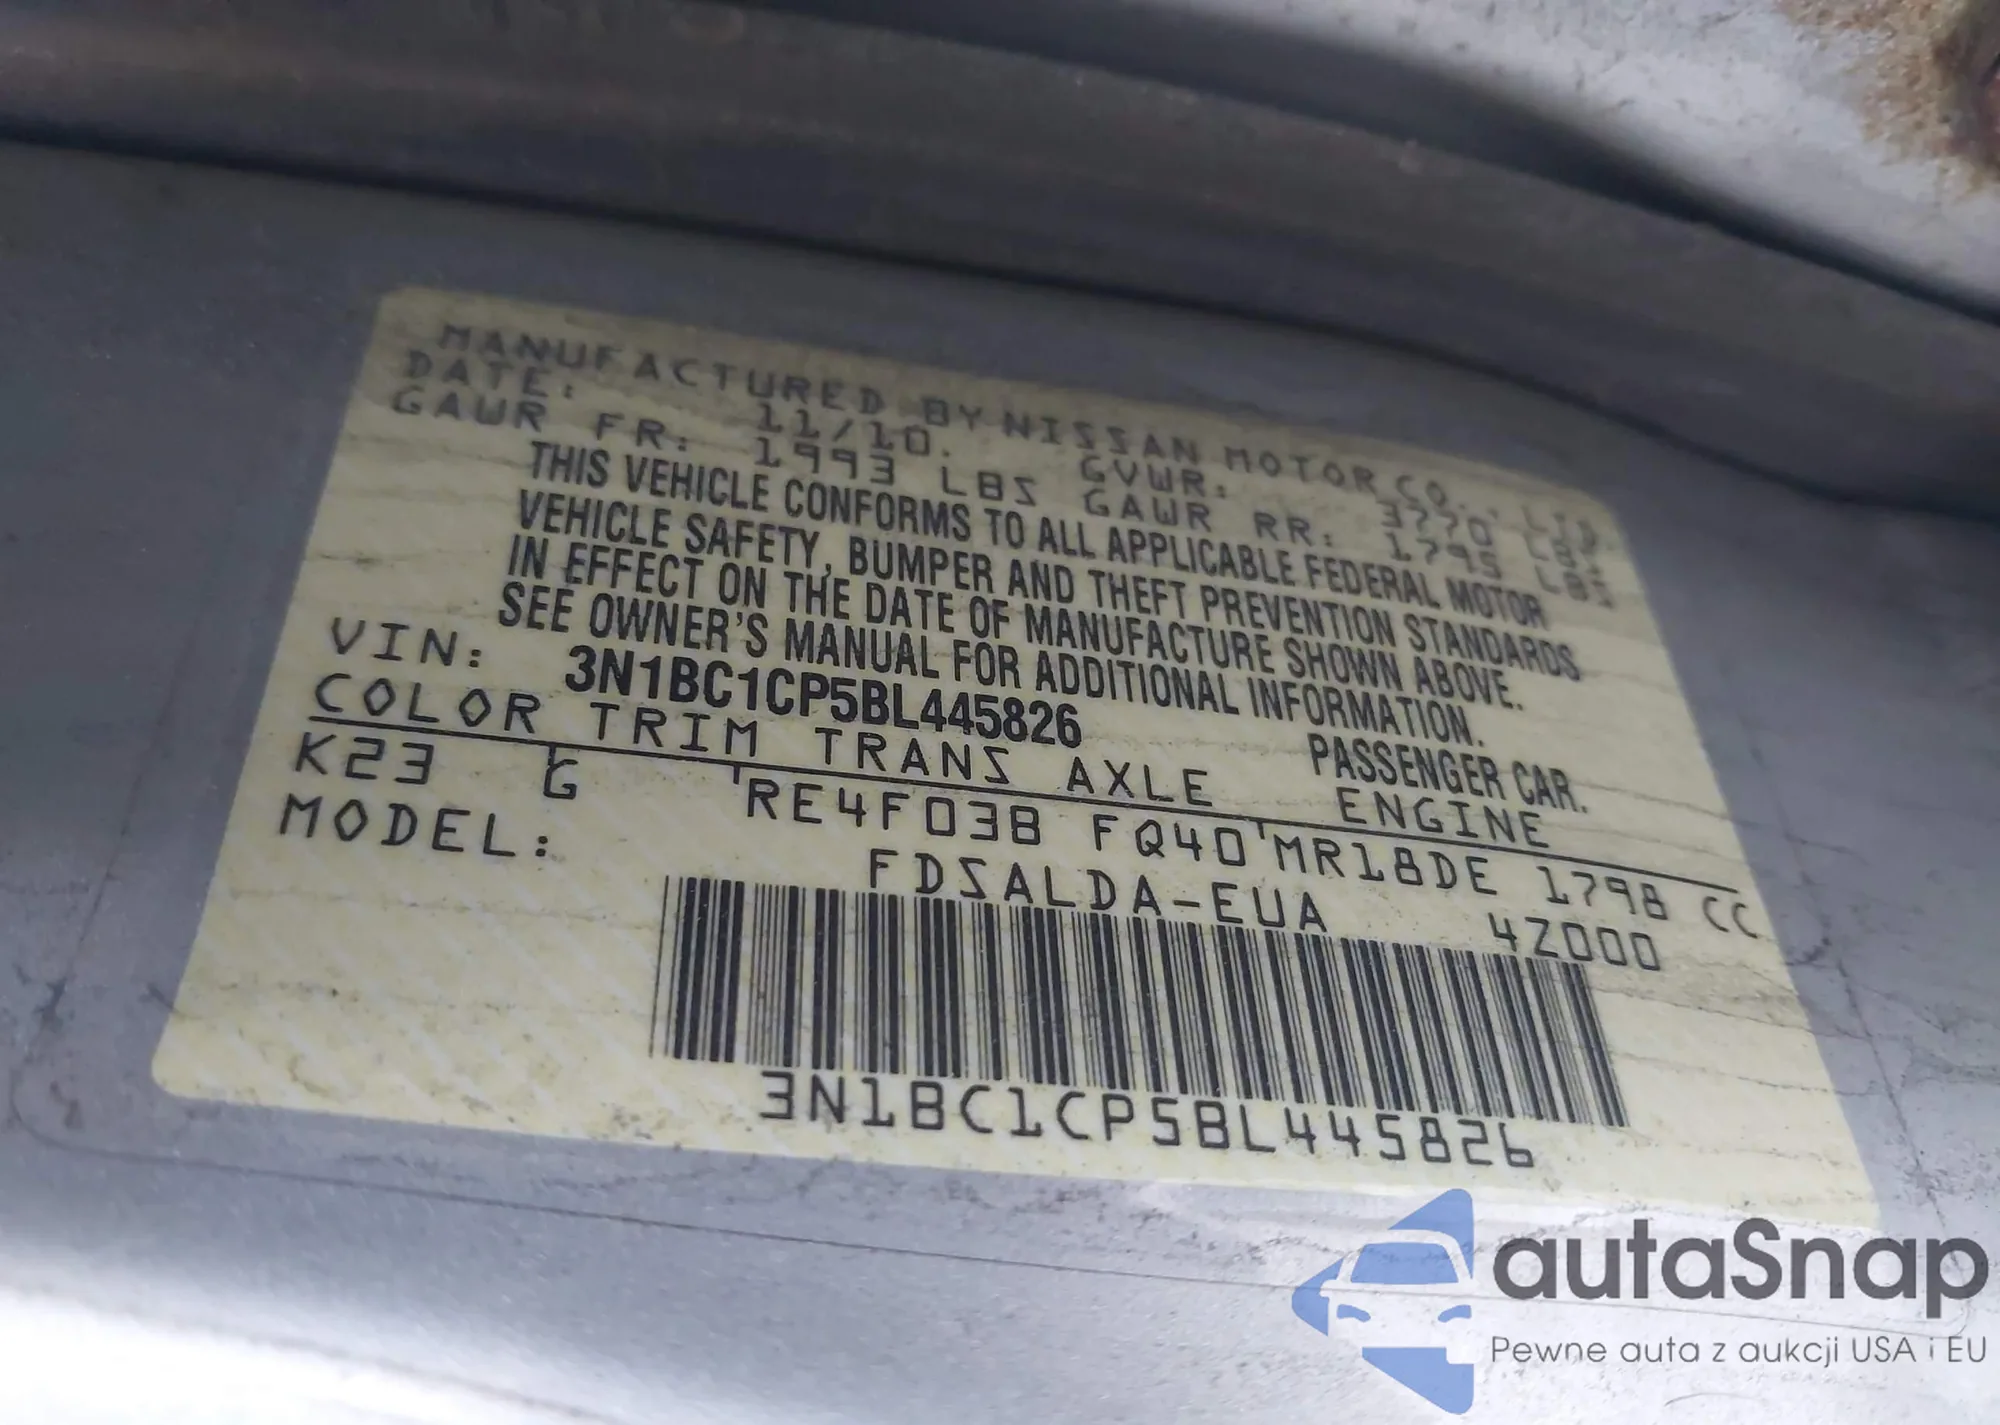 MANUFACTURED BY NISSAN MOTOR CO., LTD.
DATE: 11/10. GVWR: 3770 LBS
GAWR FR: 1993 LBS GAWR RR: 1795 LBS
THIS VEHICLE CONFORMS TO ALL APPLICABLE FEDERAL MOTOR
VEHICLE SAFETY, BUMPER AND THEFT PREVENTION STANDARDS
IN EFFECT ON THE DATE OF MANUFACTURE SHOWN ABOVE.
SEE OWNER'S MANUAL FOR ADDITIONAL INFORMATION.
VIN: 3N1BC1CP5BL445826 PASSENGER CAR.
COLOR TRIM TRANS AXLE ENGINE
K23 G RE4F03B FQ40 MR18DE 1798 CC
MODEL: FDSALDA-EUA 4Z000
3N1BC1CP5BL445826
autaSnap
Pewne auta z aukcji USA i EU